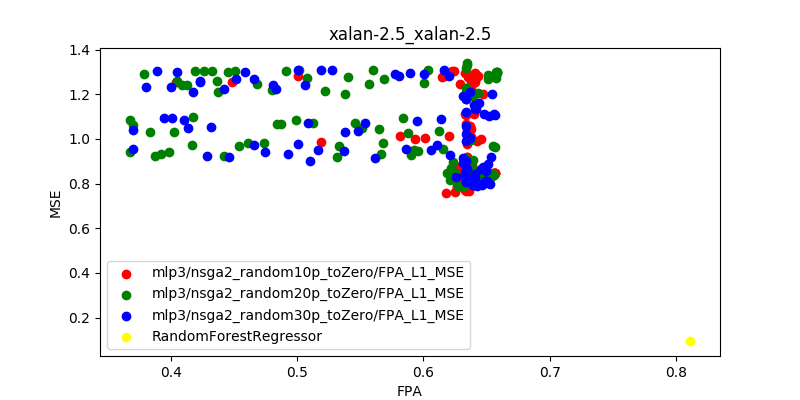 xalan-2.5_xalan-2.5
1.4
1.2
1.0
0.8
0.6
0.4
0.2
MSE
mlp3/nsga2_random10p_toZero/FPA_L1_MSE
mlp3/nsga2_random20p_toZero/FPA_L1_MSE
mlp3/nsga2_random30p_toZero/FPA_L1_MSE
RandomForestRegressor
0.4 0.5 0.6 0.7 0.8
FPA